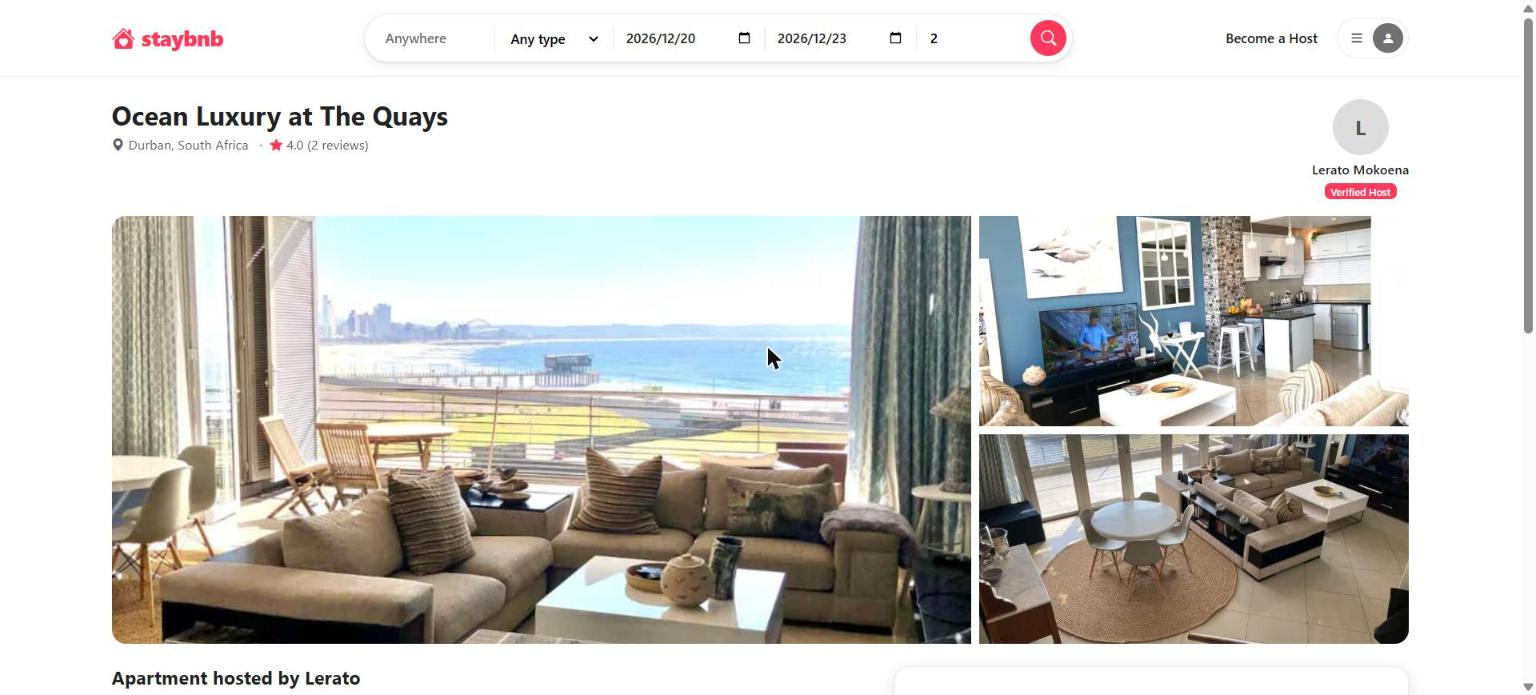 staybnb
Anywhere
Any type
2026/12/20
2026/12/23
2
Become a Host
Ocean Luxury at The Quays
Durban, South Africa · 4.0 (2 reviews)
L
Lerato Mokoena
Verified Host
Apartment hosted by Lerato